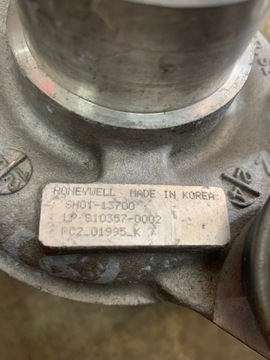 HONEYWELL MADE IN KOREA
SH01-13700
LP-810357-0002
PC2_01995_K